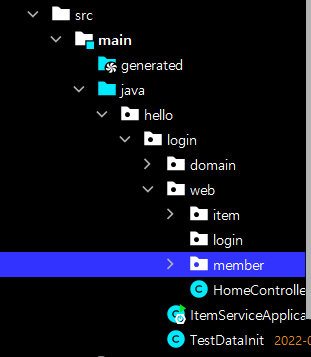 src
main
generated
java
hello
login
domain
web
item
login
member
HomeControlle
ItemServiceApplica
TestDataInit 2022-0